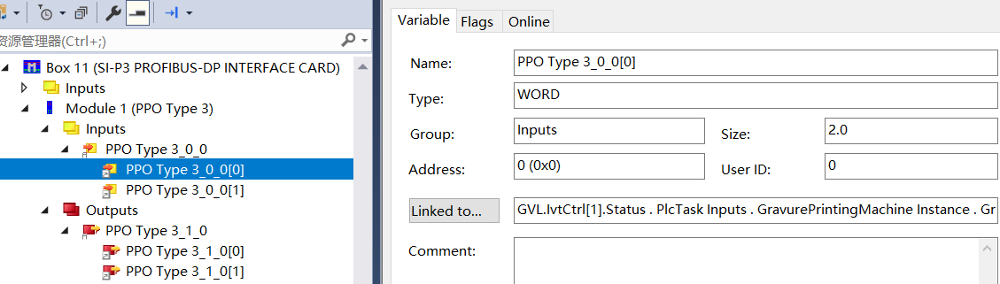 资源管理器(Ctrl+;)
Box 11 (SI-P3 PROFIBUS-DP INTERFACE CARD)
Inputs
Module 1 (PPO Type 3)
Inputs
PPO Type 3_0_0
PPO Type 3_0_0[0]
PPO Type 3_0_0[1]
Outputs
PPO Type 3_1_0
PPO Type 3_1_0[0]
PPO Type 3_1_0[1]
Variable Flags Online
Name: PPO Type 3_0_0[0]
Type: WORD
Group: Inputs Size: 2.0
Address: 0 (0x0) User ID: 0
Linked to... GVL.IvtCtrl[1].Status . PlcTask Inputs . GravurePrintingMachine Instance . Gr
Comment: